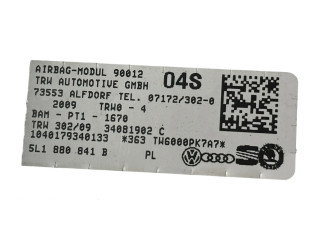 AIRBAG-MODUL 90012 04S
TRW AUTOMOTIVE GMBH
73553 ALFDORF TEL. 07172/302-0
2009 TRW0 - 4
BAM - PT1 - 1670
TRW 302/09 34081902 C
1040179340133 *363 TW6000PK7A7*
5L1 880 841 B PL